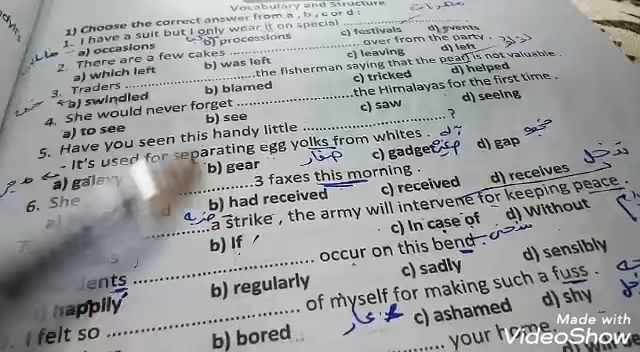 Vocabulary and Structure
1) Choose the correct answer from a , b , c or d :
1. I have a suit but I only wear it on special ....................
a) occasions b) processions c) festivals d) events
2. There are a few cakes .................... over from the party.
a) which left b) was left c) leaving d) left
3. Traders .................... the fisherman saying that the pearl is not valuable.
a) swindled b) blamed c) tricked d) helped
4. She would never forget .................... the Himalayas for the first time.
a) to see b) see c) saw d) seeing
5. Have you seen this handy little .................... ?
- It's used for separating egg yolks from whites.
a) galaxy b) gear c) gadget d) gap
صفار
تدخل
6. She .................... 3 faxes this morning.
b) had received c) received d) receives
.................... a strike, the army will intervene for keeping peace.
b) If c) In case of d) Without
occur on this bend.
a) happily b) regularly c) sadly d) sensibly
I felt so .................... of myself for making such a fuss.
b) bored c) ashamed d) shy
.................... your home.
Made with
VideoShow